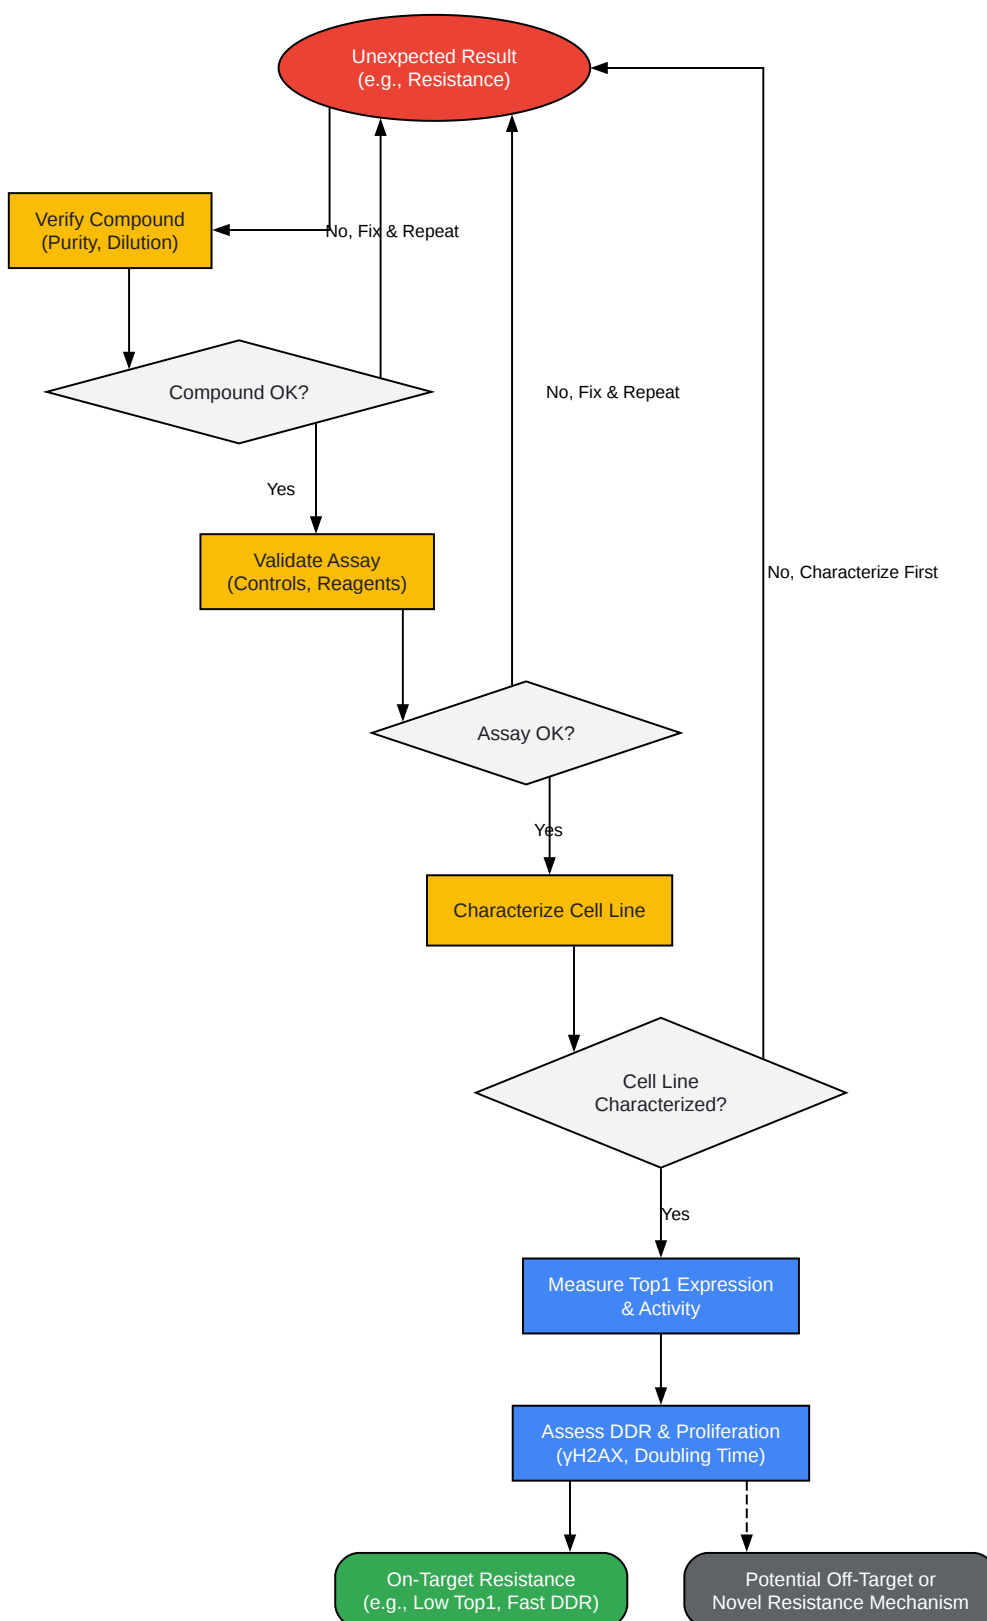 Unexpected Result
(e.g., Resistance)
Verify Compound
(Purity, Dilution)
No, Fix & Repeat
Compound OK?
No, Fix & Repeat
Yes
Validate Assay
(Controls, Reagents)
No, Characterize First
Assay OK?
Yes
Characterize Cell Line
Cell Line
Characterized?
Yes
Measure Top1 Expression
& Activity
Assess DDR & Proliferation
(γH2AX, Doubling Time)
On-Target Resistance
(e.g., Low Top1, Fast DDR)
Potential Off-Target or
Novel Resistance Mechanism